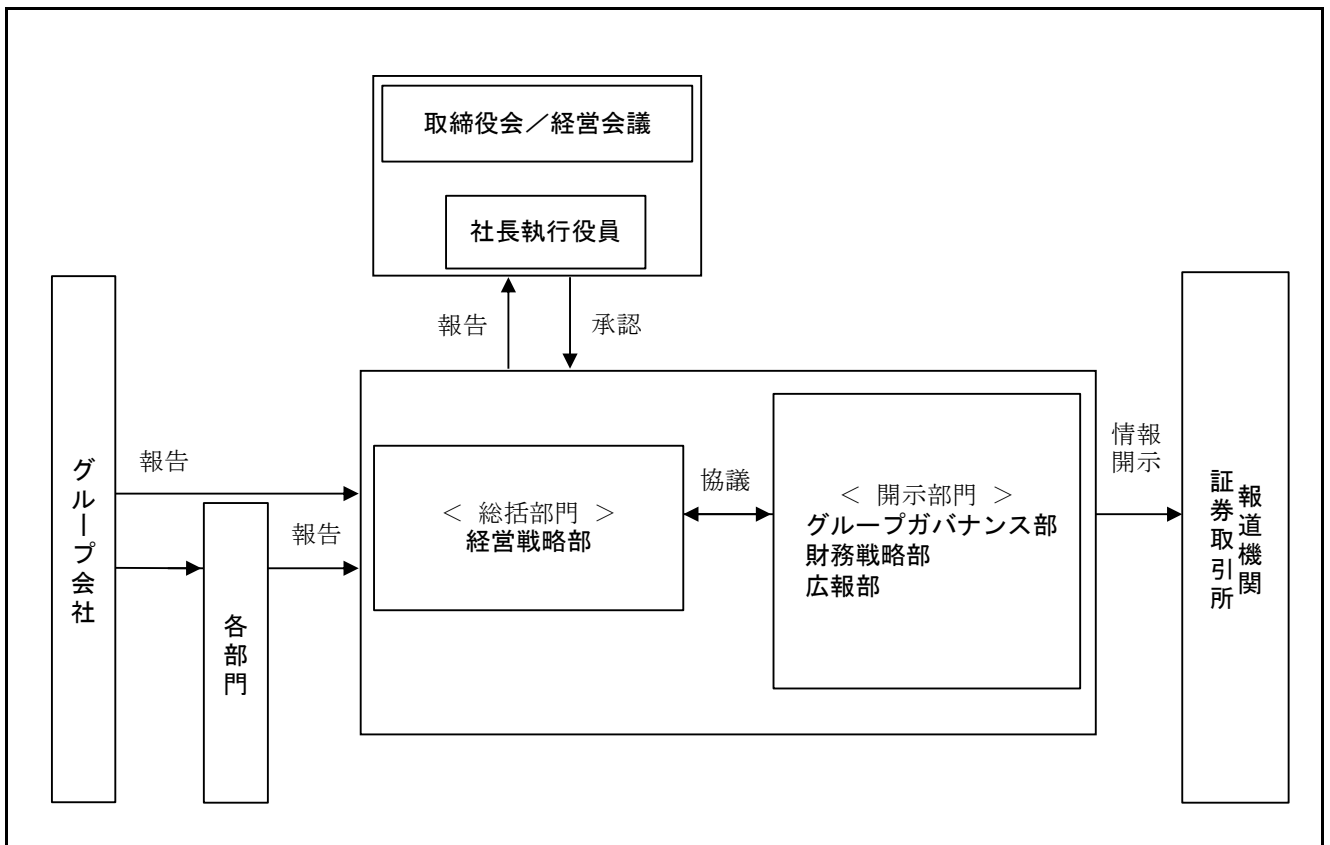 取締役会／経営会議
社長執行役員
報告
承認
グループ会社
報告
各部門
報告
＜ 総括部門 ＞
経営戦略部
協議
＜ 開示部門 ＞
グループガバナンス部
財務戦略部
広報部
情報
開示
報道機関
証券取引所